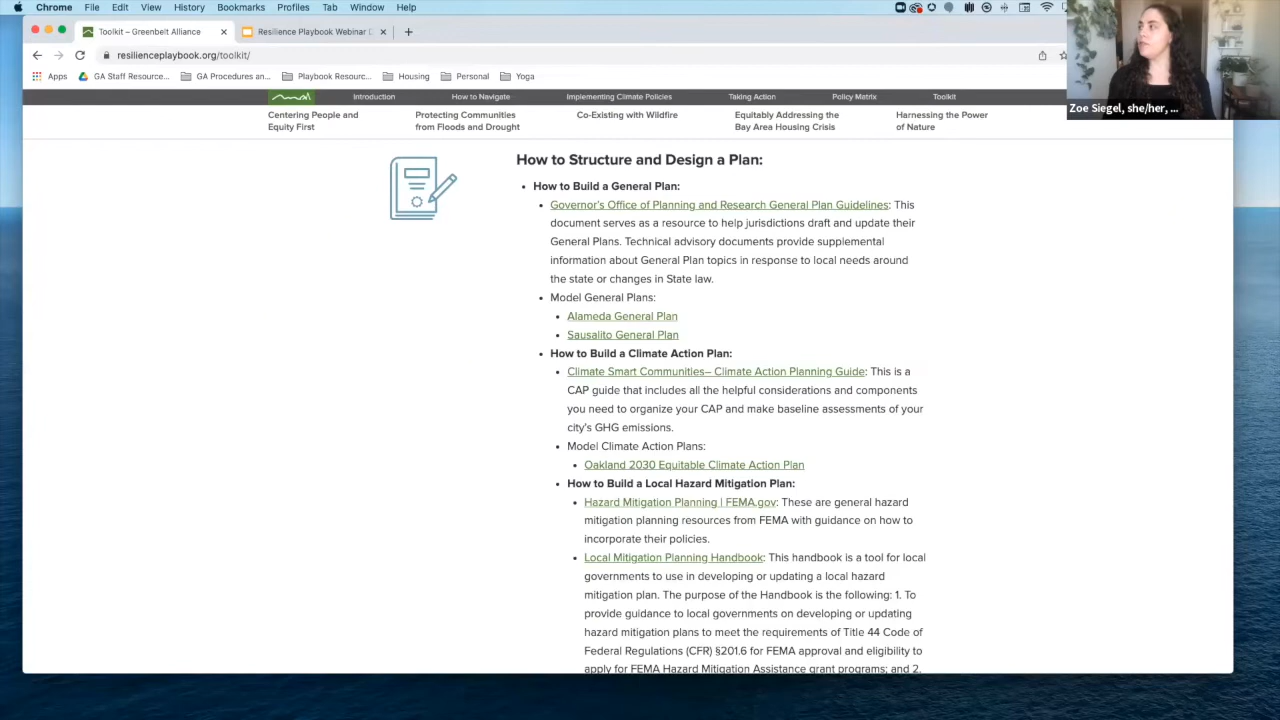 Chrome File Edit View History Bookmarks Profiles Tab Window Help
Toolkit – Greenbelt Alliance
Resilience Playbook Webinar
resilienceplaybook.org/toolkit/
Apps GA Staff Resource... GA Procedures an... Playbook Resourc... Housing Personal Yoga
Zoe Siegel, she/her, ...
Introduction How to Navigate Implementing Climate Policies Taking Action Policy Matrix Toolkit
Centering People and
Equity First
Protecting Communities
from Floods and Drought
Co-Existing with Wildfire
Equitably Addressing the
Bay Area Housing Crisis
Harnessing the Power
of Nature
How to Structure and Design a Plan:
• How to Build a General Plan:
• Governor's Office of Planning and Research General Plan Guidelines: This
document serves as a resource to help jurisdictions draft and update their
General Plans. Technical advisory documents provide supplemental
information about General Plan topics in response to local needs around
the state or changes in State law.
• Model General Plans:
• Alameda General Plan
• Sausalito General Plan
• How to Build a Climate Action Plan:
• Climate Smart Communities– Climate Action Planning Guide: This is a
CAP guide that includes all the helpful considerations and components
you need to organize your CAP and make baseline assessments of your
city's GHG emissions.
• Model Climate Action Plans:
• Oakland 2030 Equitable Climate Action Plan
• How to Build a Local Hazard Mitigation Plan:
• Hazard Mitigation Planning | FEMA.gov: These are general hazard
mitigation planning resources from FEMA with guidance on how to
incorporate their policies.
• Local Mitigation Planning Handbook: This handbook is a tool for local
governments to use in developing or updating a local hazard
mitigation plan. The purpose of the Handbook is the following: 1. To
provide guidance to local governments on developing or updating
hazard mitigation plans to meet the requirements of Title 44 Code of
Federal Regulations (CFR) §201.6 for FEMA approval and eligibility to
apply for FEMA Hazard Mitigation Assistance grant programs; and 2.